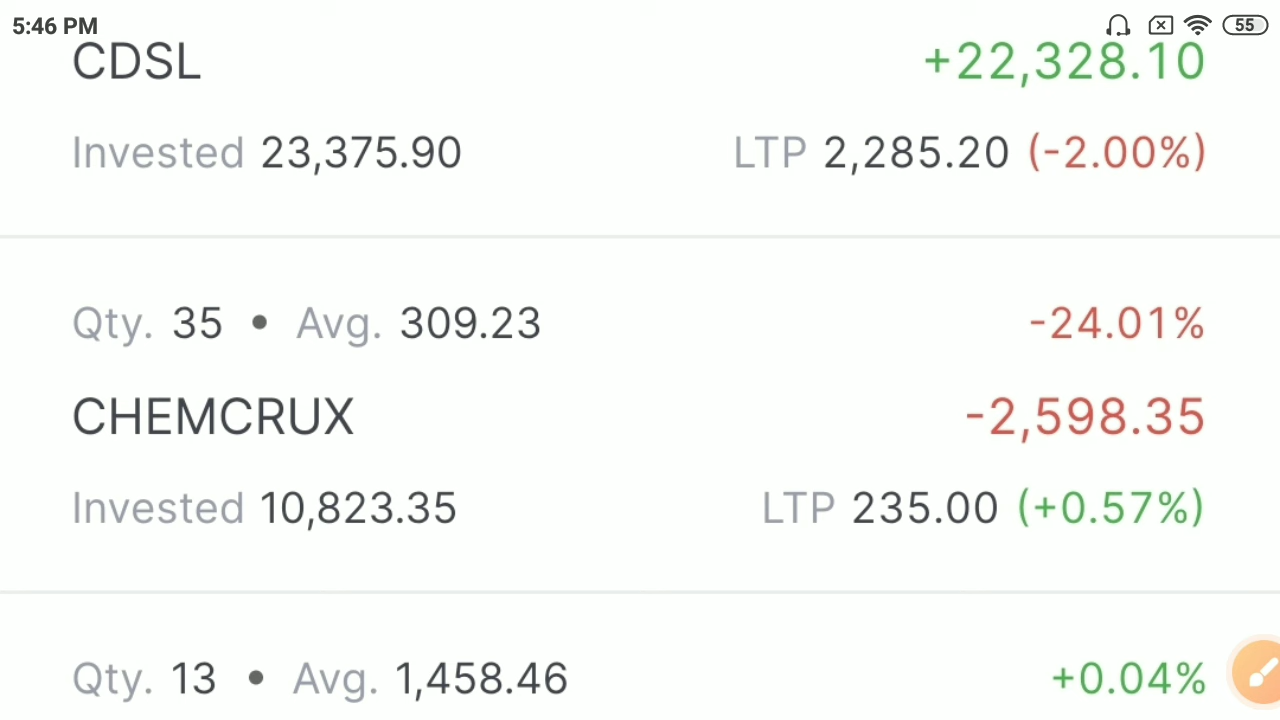 5:46 PM 55
CDSL +22,328.10
Invested 23,375.90 LTP 2,285.20 (-2.00%)
Qty. 35 • Avg. 309.23 -24.01%
CHEMCRUX -2,598.35
Invested 10,823.35 LTP 235.00 (+0.57%)
Qty. 13 • Avg. 1,458.46 +0.04%